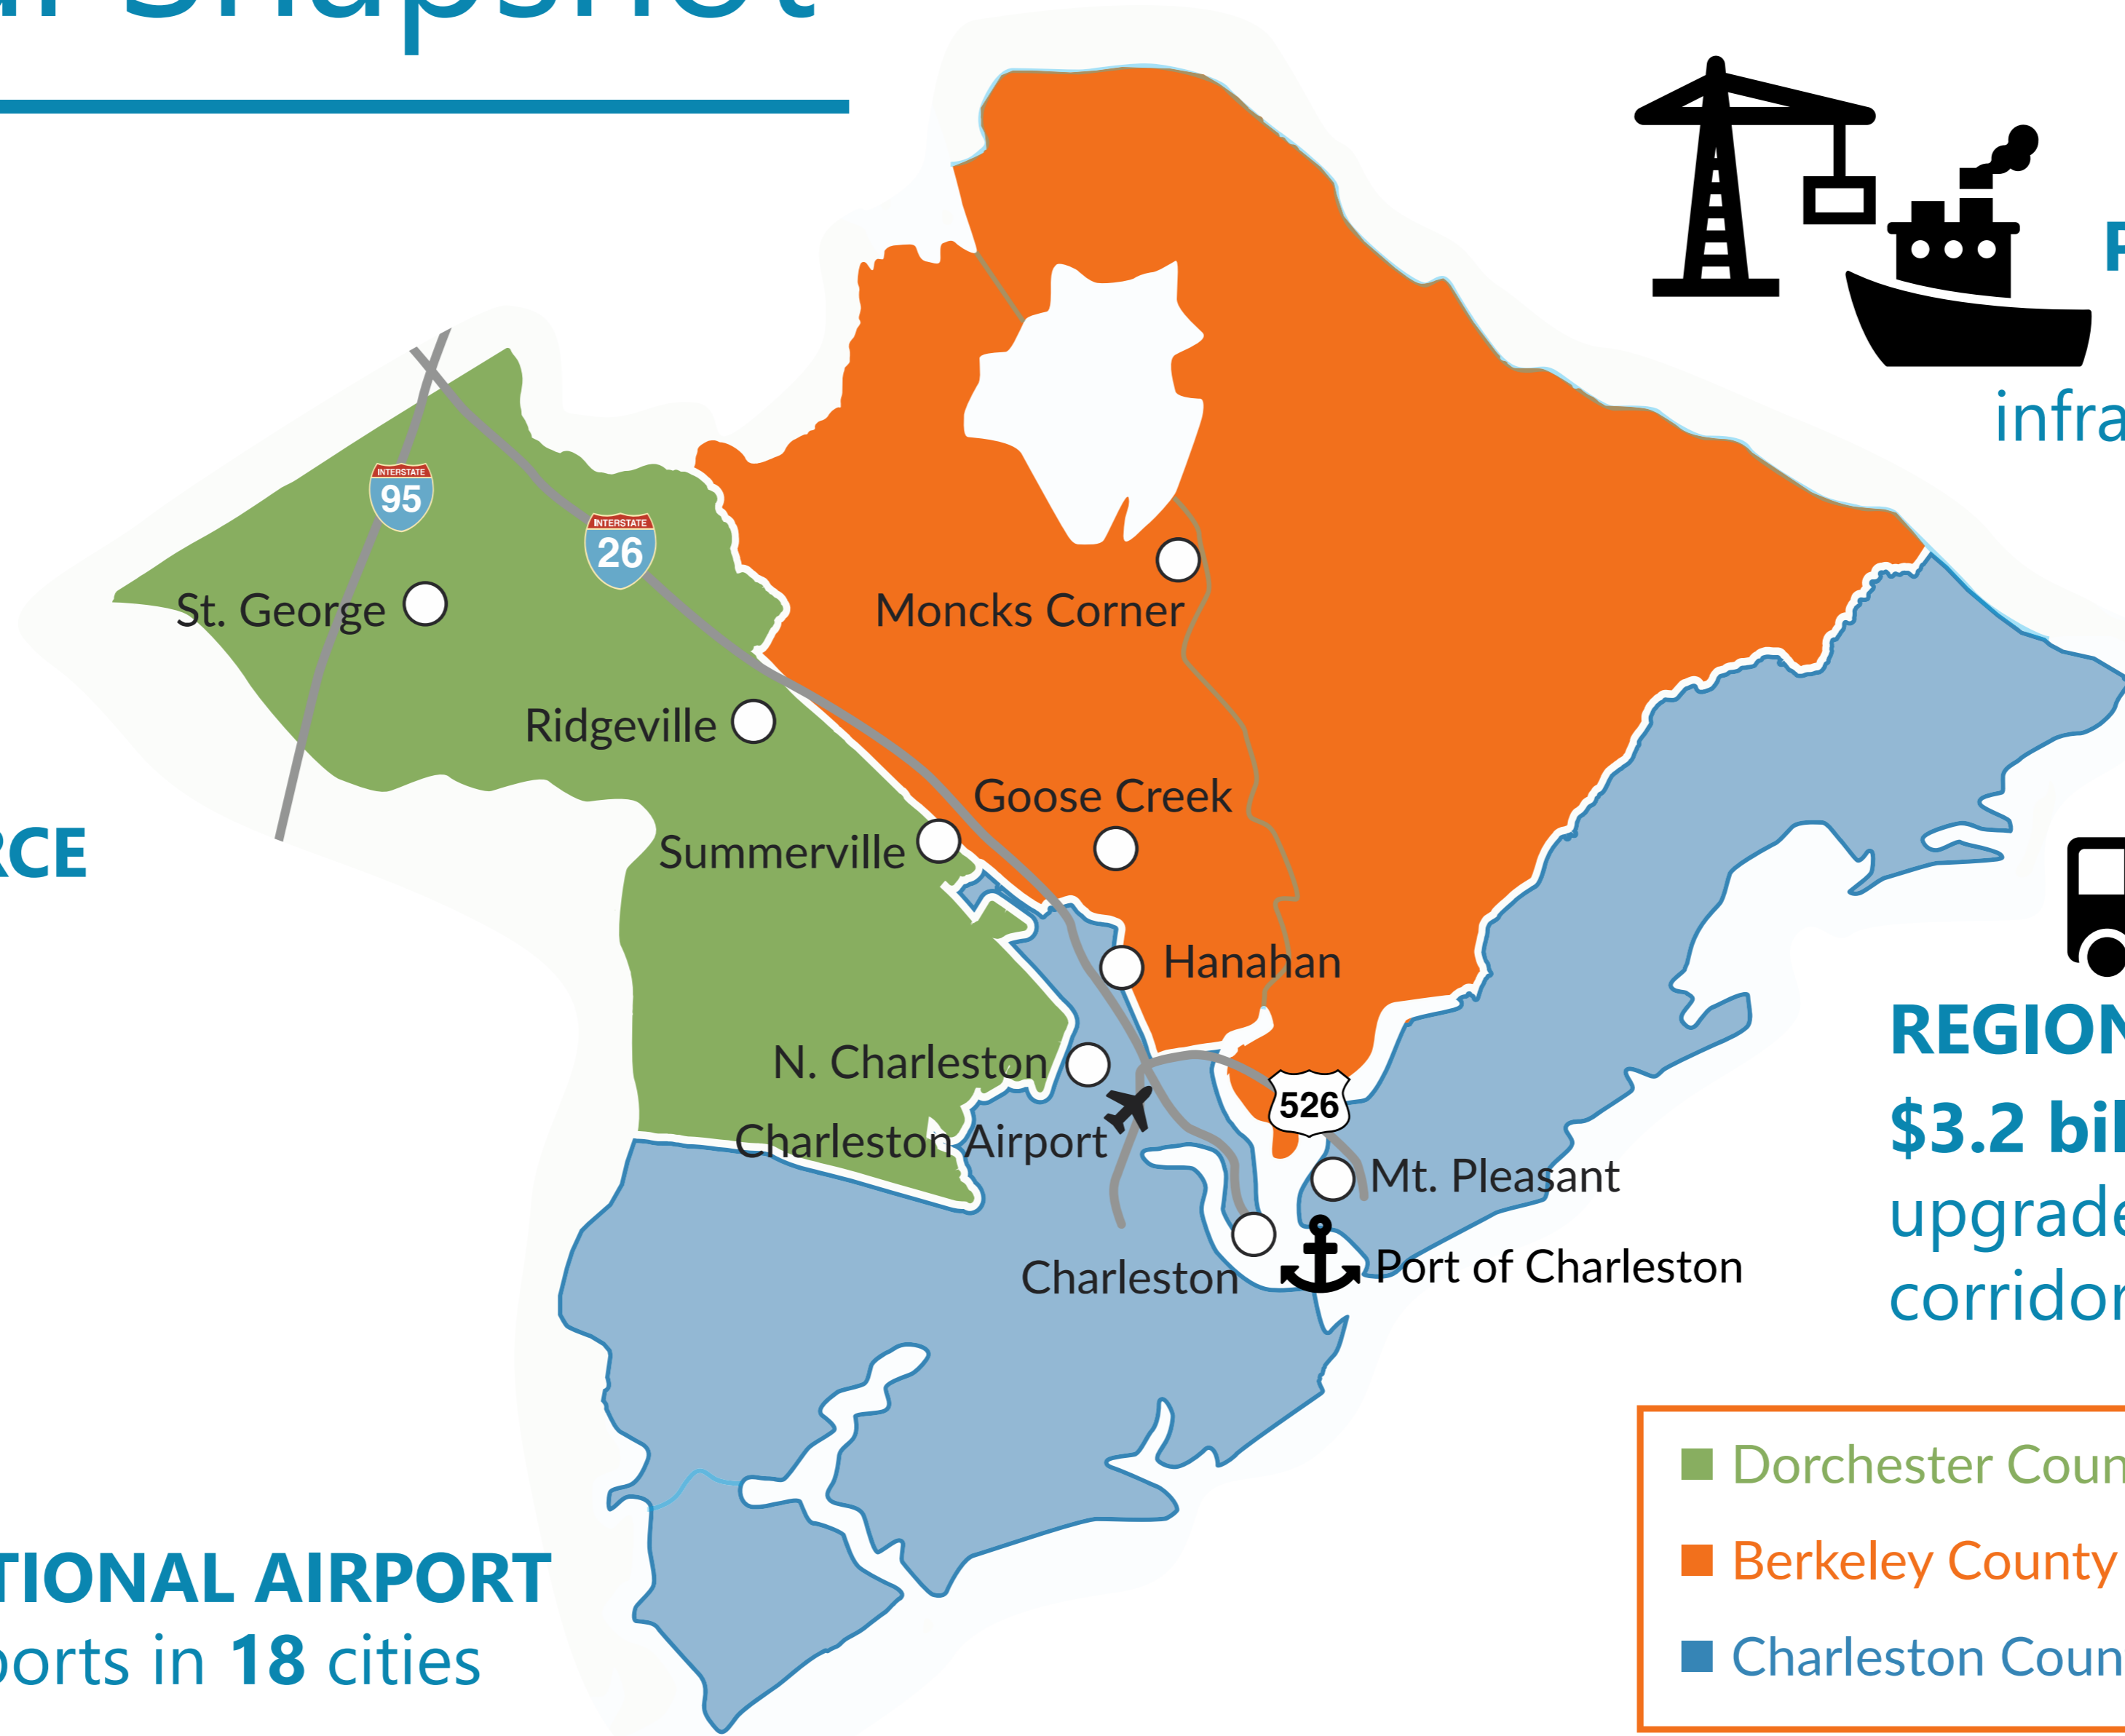 Snapshot
infra
INTERSTATE
95
INTERSTATE
26
St. George
Moncks Corner
Ridgeville
Goose Creek
Summerville
RCE
Hanahan
REGION
N. Charleston
526
$3.2 bil
Charleston Airport
Mt. Pleasant
upgrade
Port of Charleston
Charleston
corridor
Dorchester Coun
Berkeley County
TIONAL AIRPORT
ports in 18 cities
Charleston Coun